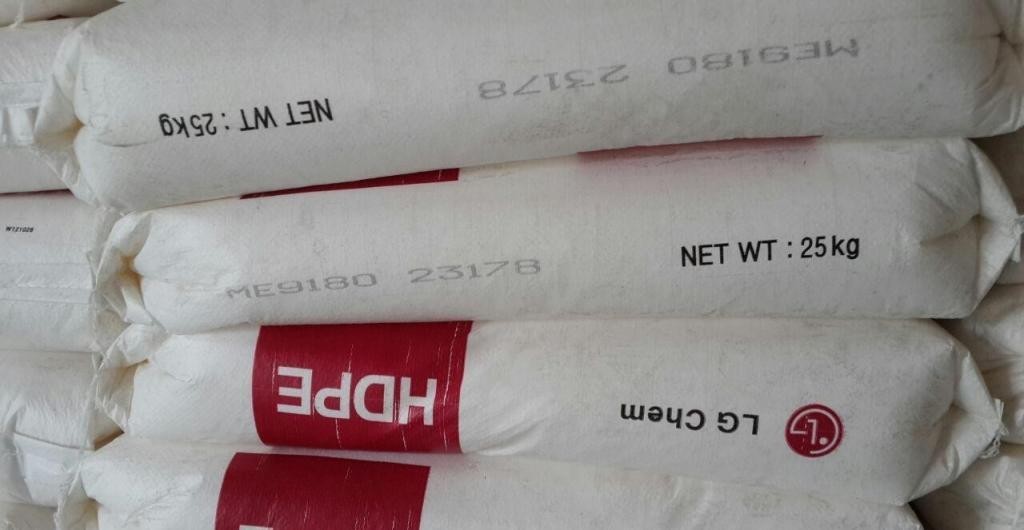 ME9180 23178
NET WT : 25kg
ME9180 23178
NET WT : 25kg
HDPE
LG Chem